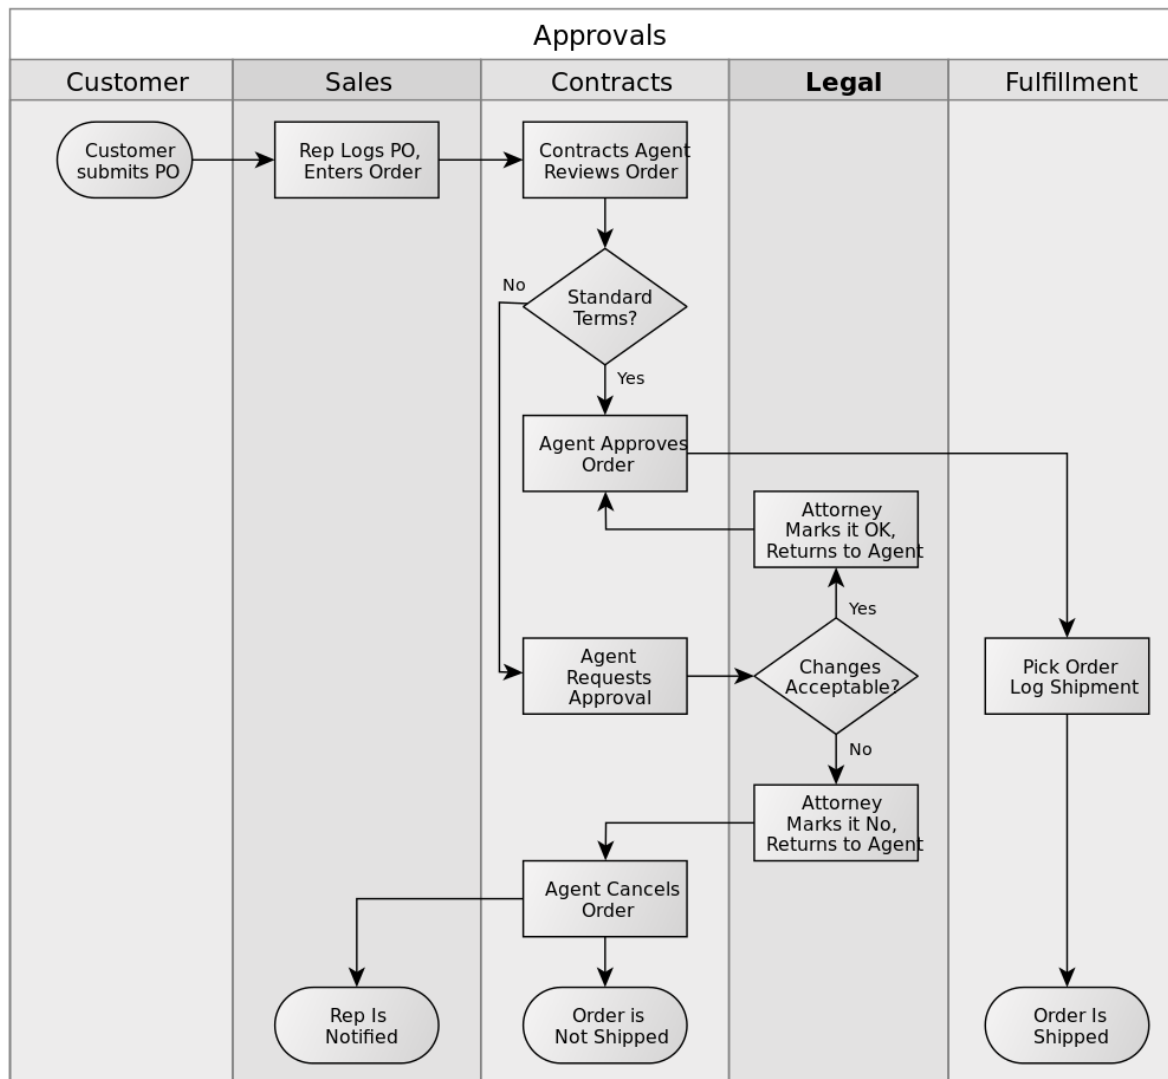 Approvals
Customer
Sales
Contracts
Legal
Fulfillment
Customer
submits PO
Rep Logs PO,
Enters Order
Contracts Agent
Reviews Order
No
Standard
Terms?
Yes
Agent Approves
Order
Attorney
Marks it OK,
Returns to Agent
Yes
Agent
Requests
Approval
Changes
Acceptable?
Pick Order
Log Shipment
No
Attorney
Marks it No,
Returns to Agent
Agent Cancels
Order
Rep Is
Notified
Order is
Not Shipped
Order Is
Shipped